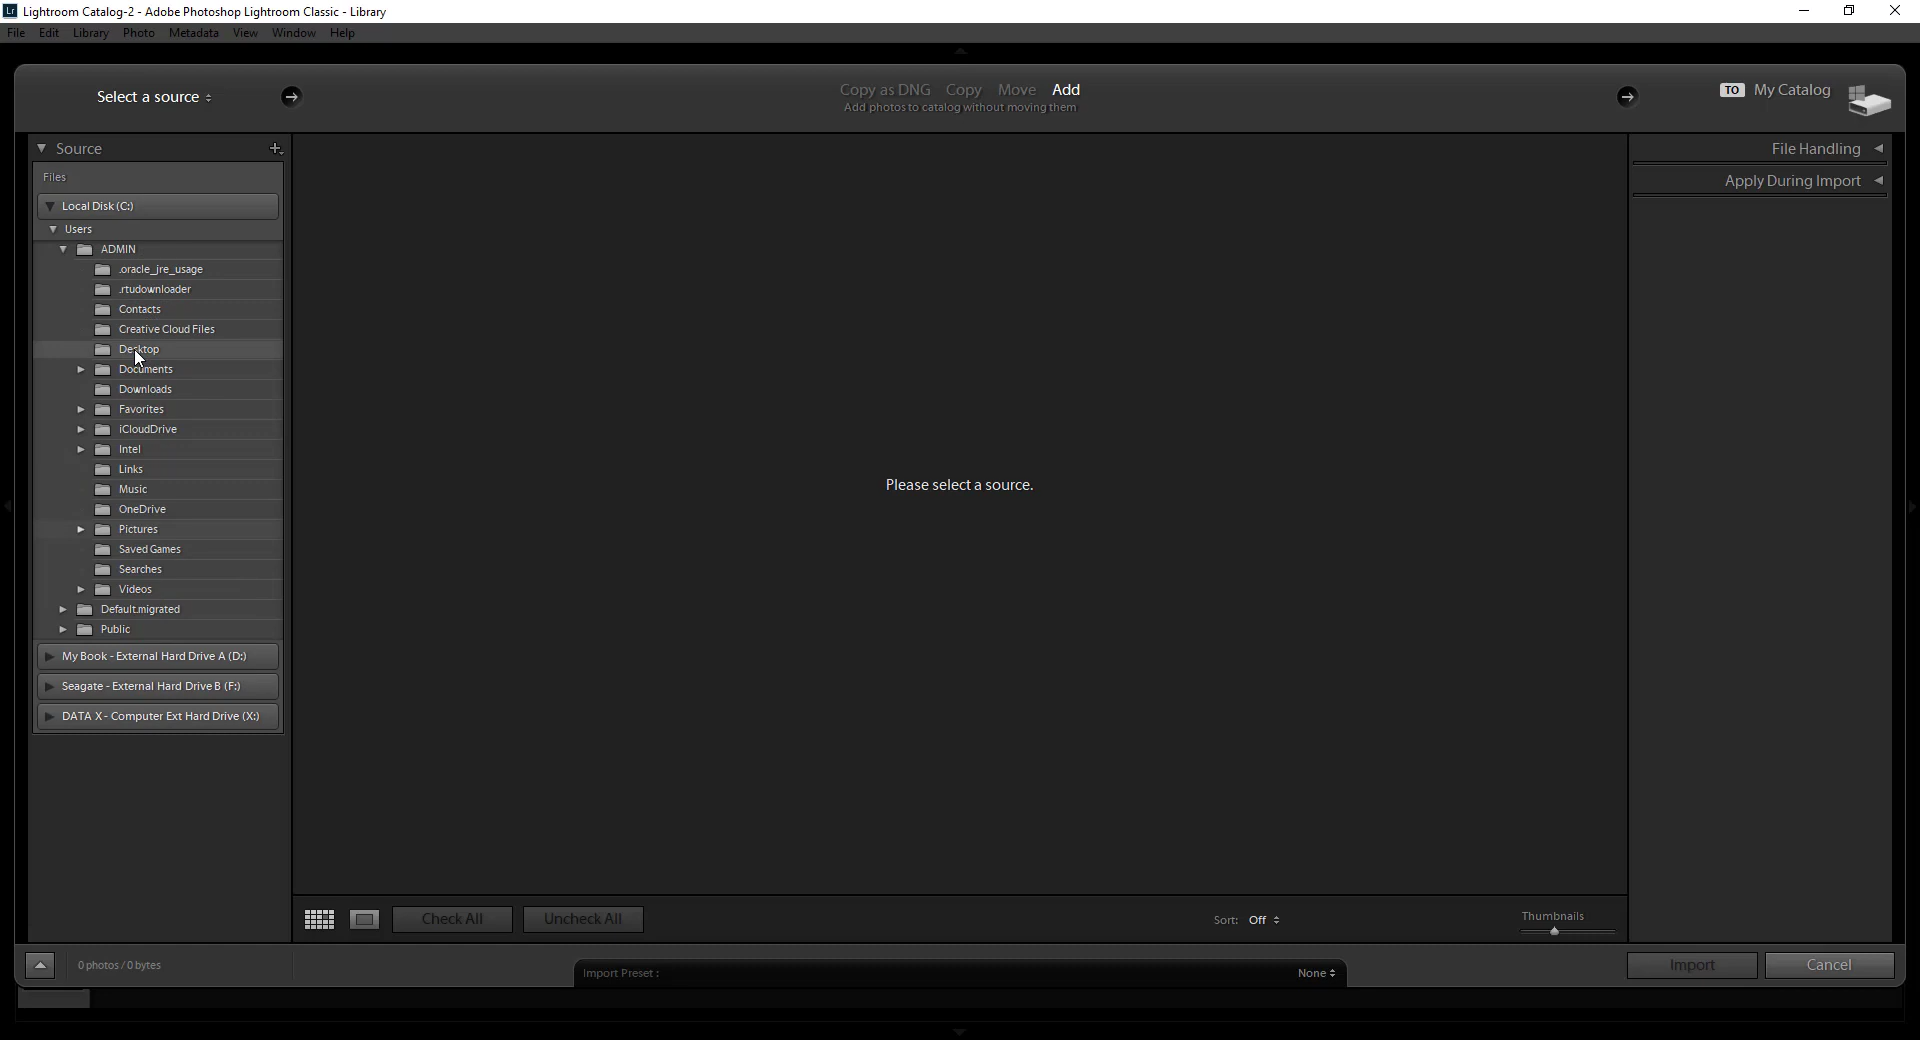 Lr Lightroom Catalog-2 - Adobe Photoshop Lightroom Classic - Library
File Edit Library Photo Metadata View Window Help
Select a source
Copy as DNG Copy Move Add
Add photos to catalog without moving them
TO My Catalog
Source
Files
Local Disk (C:)
Users
ADMIN
.oracle_jre_usage
.rtudownloader
Contacts
Creative Cloud Files
Desktop
Documents
Downloads
Favorites
iCloudDrive
Intel
Links
Music
OneDrive
Pictures
Saved Games
Searches
Videos
Default.migrated
Public
My Book - External Hard Drive A (D:)
Seagate - External Hard Drive B (F:)
DATA X - Computer Ext Hard Drive (X:)
Please select a source.
File Handling
Apply During Import
Check All Uncheck All
Sort: Off
Thumbnails
0 photos / 0 bytes
Import Preset : None
Import Cancel